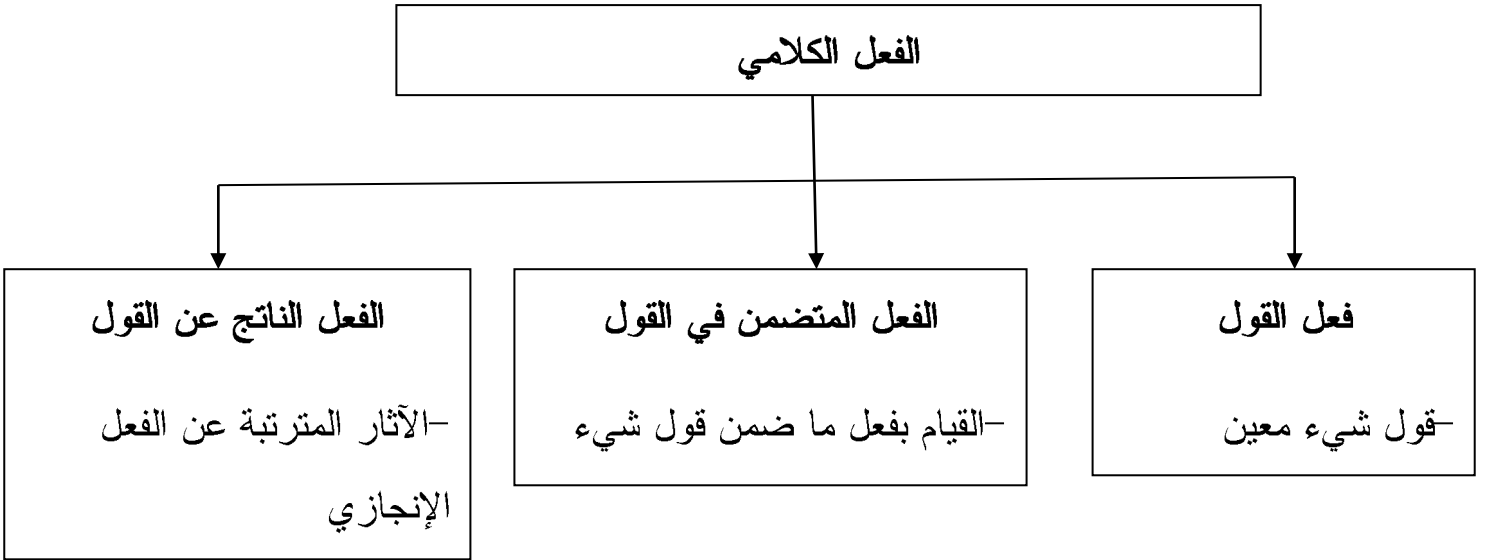 الفعل الكلامي
فعل القول
-قول شيء معين
الفعل المتضمن في القول
-القيام بفعل ما ضمن قول شيء
الفعل الناتج عن القول
-الآثار المترتبة عن الفعل
الإنجازي